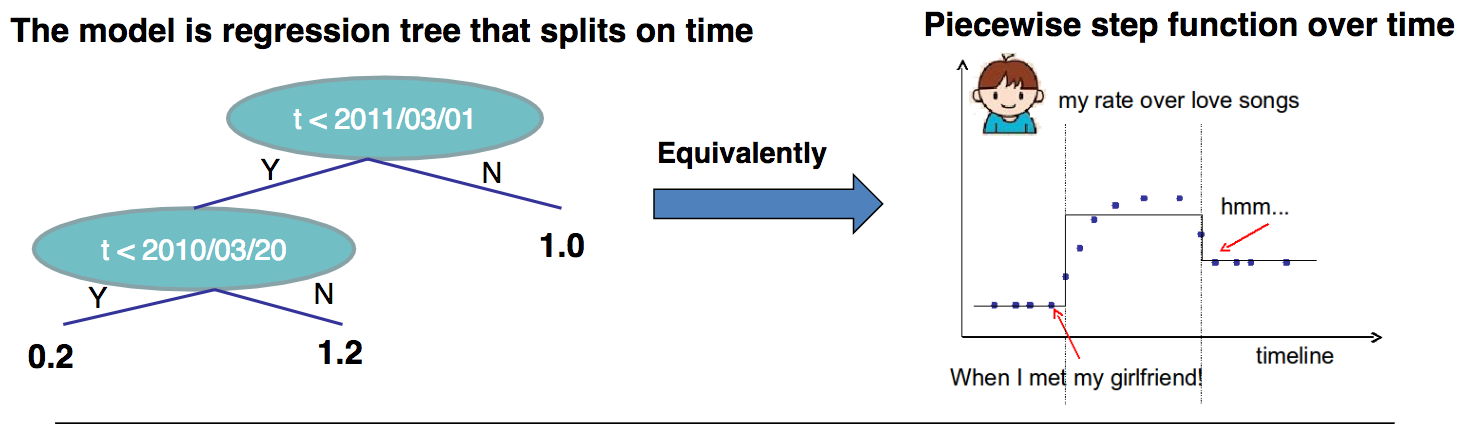 The model is regression tree that splits on time
t < 2011/03/01
Y
N
t < 2010/03/20
1.0
Y
N
0.2
1.2
Equivalently
Piecewise step function over time
my rate over love songs
hmm...
timeline
When I met my girlfriend!